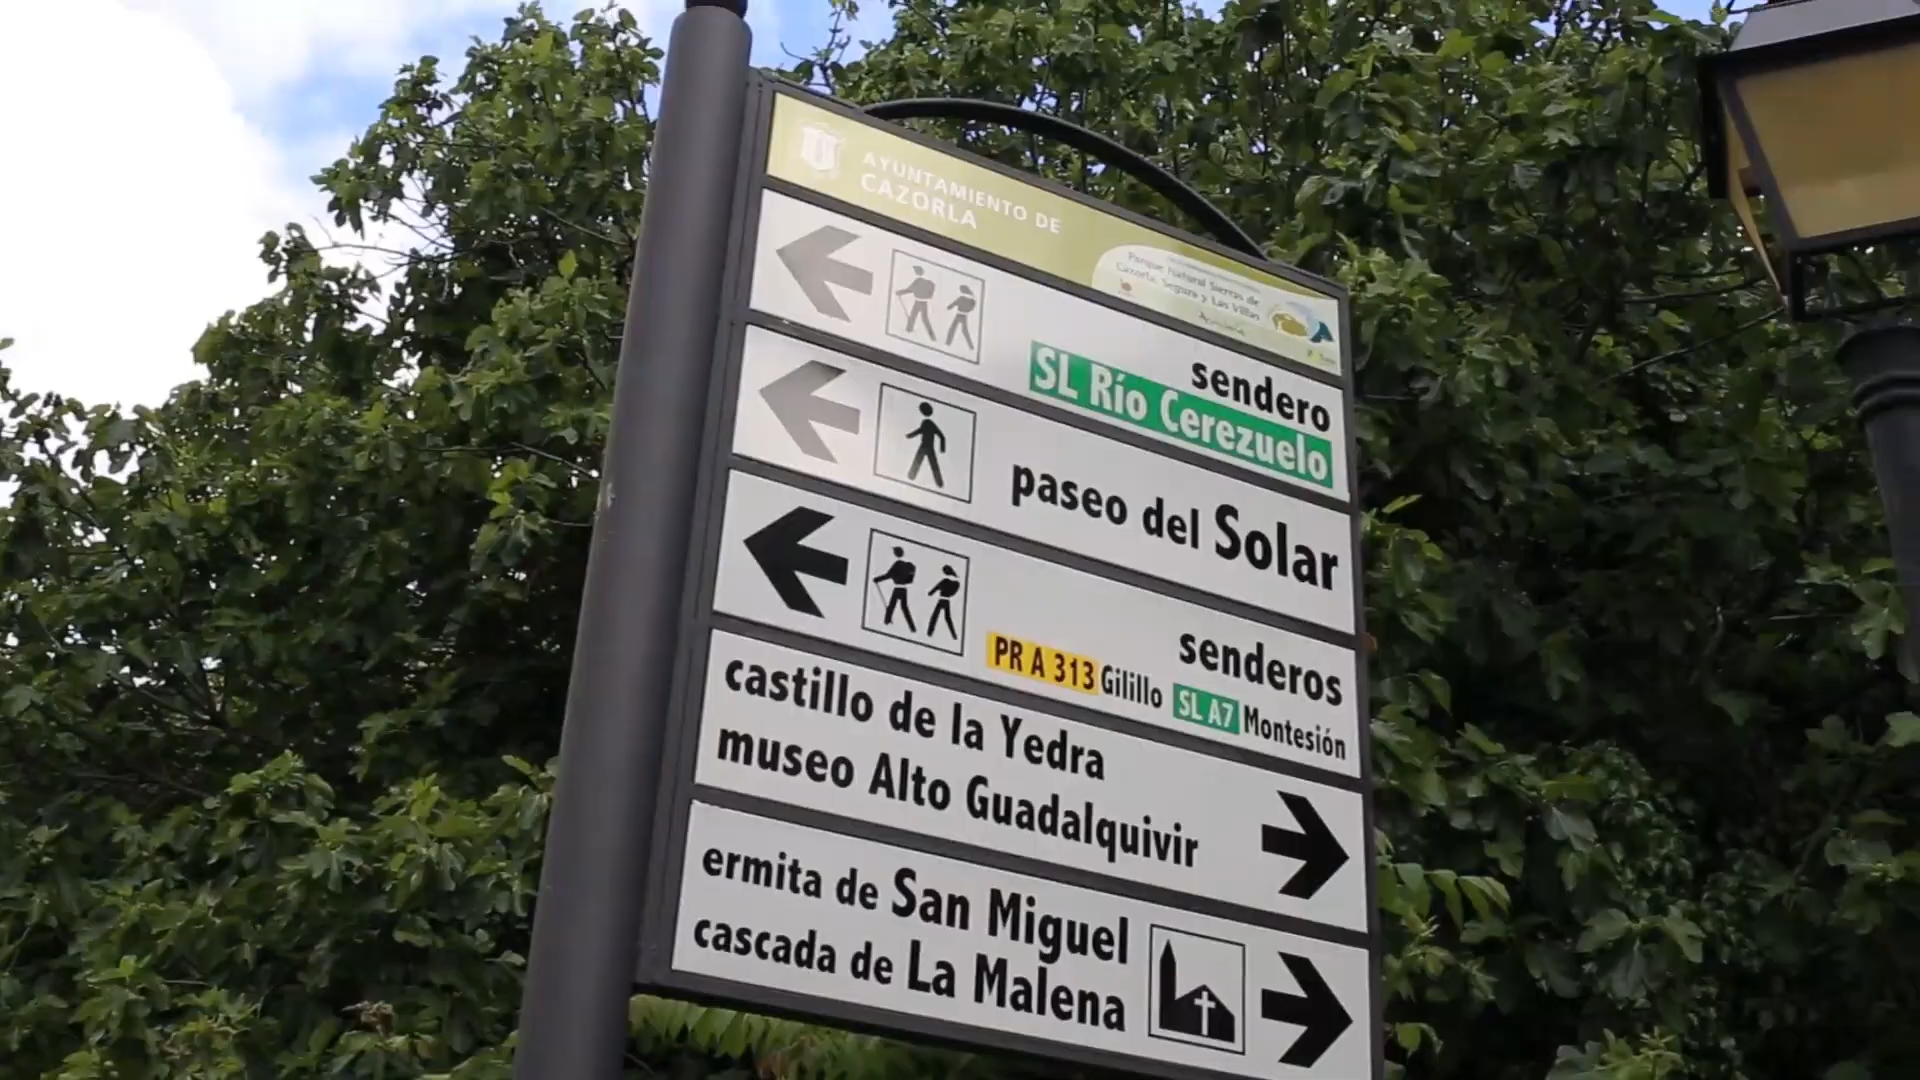 AYUNTAMIENTO DE
CAZORLA
Parque Natural Sierras de
Cazorla, Segura y Las Villas
sendero
SL Río Cerezuelo
paseo del Solar
senderos
PR A 313 Gilillo SL A7 Montesión
castillo de la Yedra
museo Alto Guadalquivir
ermita de San Miguel
cascada de La Malena